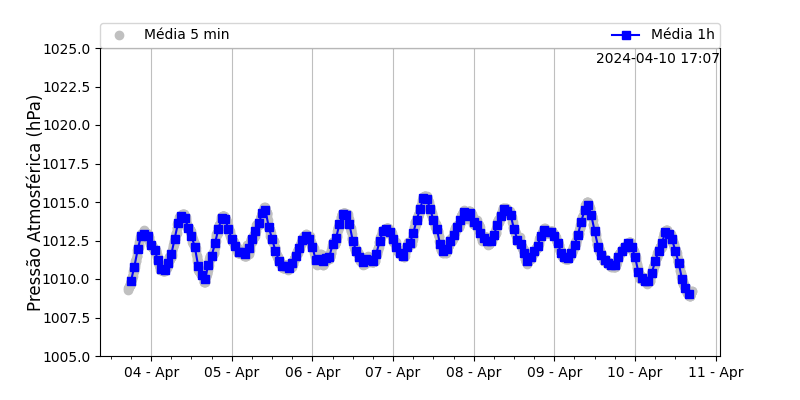 Média 5 min
Média 1h
2024-04-10 17:07
Pressão Atmosférica (hPa)
1025.0
1022.5
1020.0
1017.5
1015.0
1012.5
1010.0
1007.5
1005.0
04 - Apr
05 - Apr
06 - Apr
07 - Apr
08 - Apr
09 - Apr
10 - Apr
11 - Apr